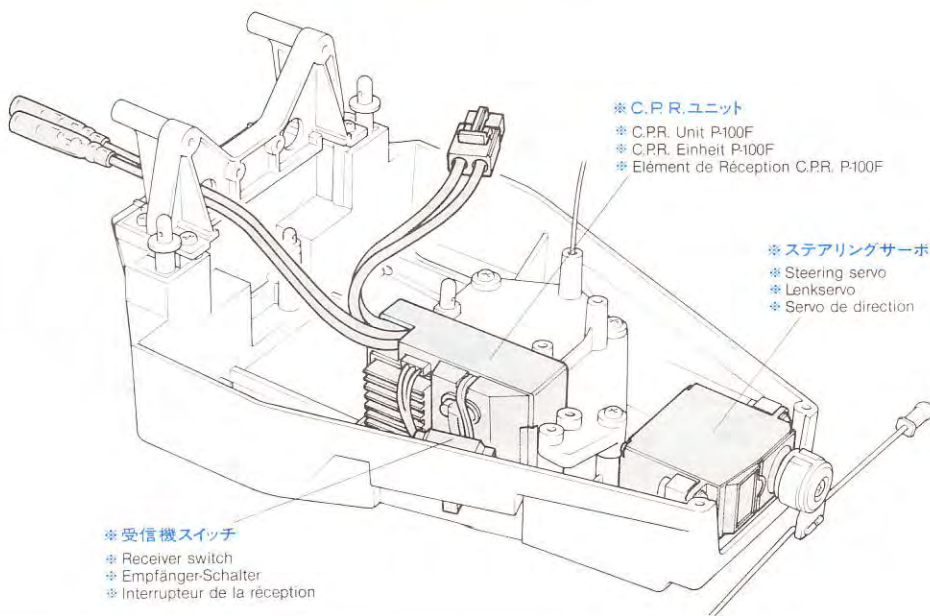 ※C.P.R.ユニット
※C.P.R. Unit P-100F
※C.P.R. Einheit P-100F
※Elément de Réception C.P.R. P-100F
※ステアリングサーボ
※Steering servo
※Lenkservo
※Servo de direction
※受信機スイッチ
※Receiver switch
※Empfänger-Schalter
※Interrupteur de la réception